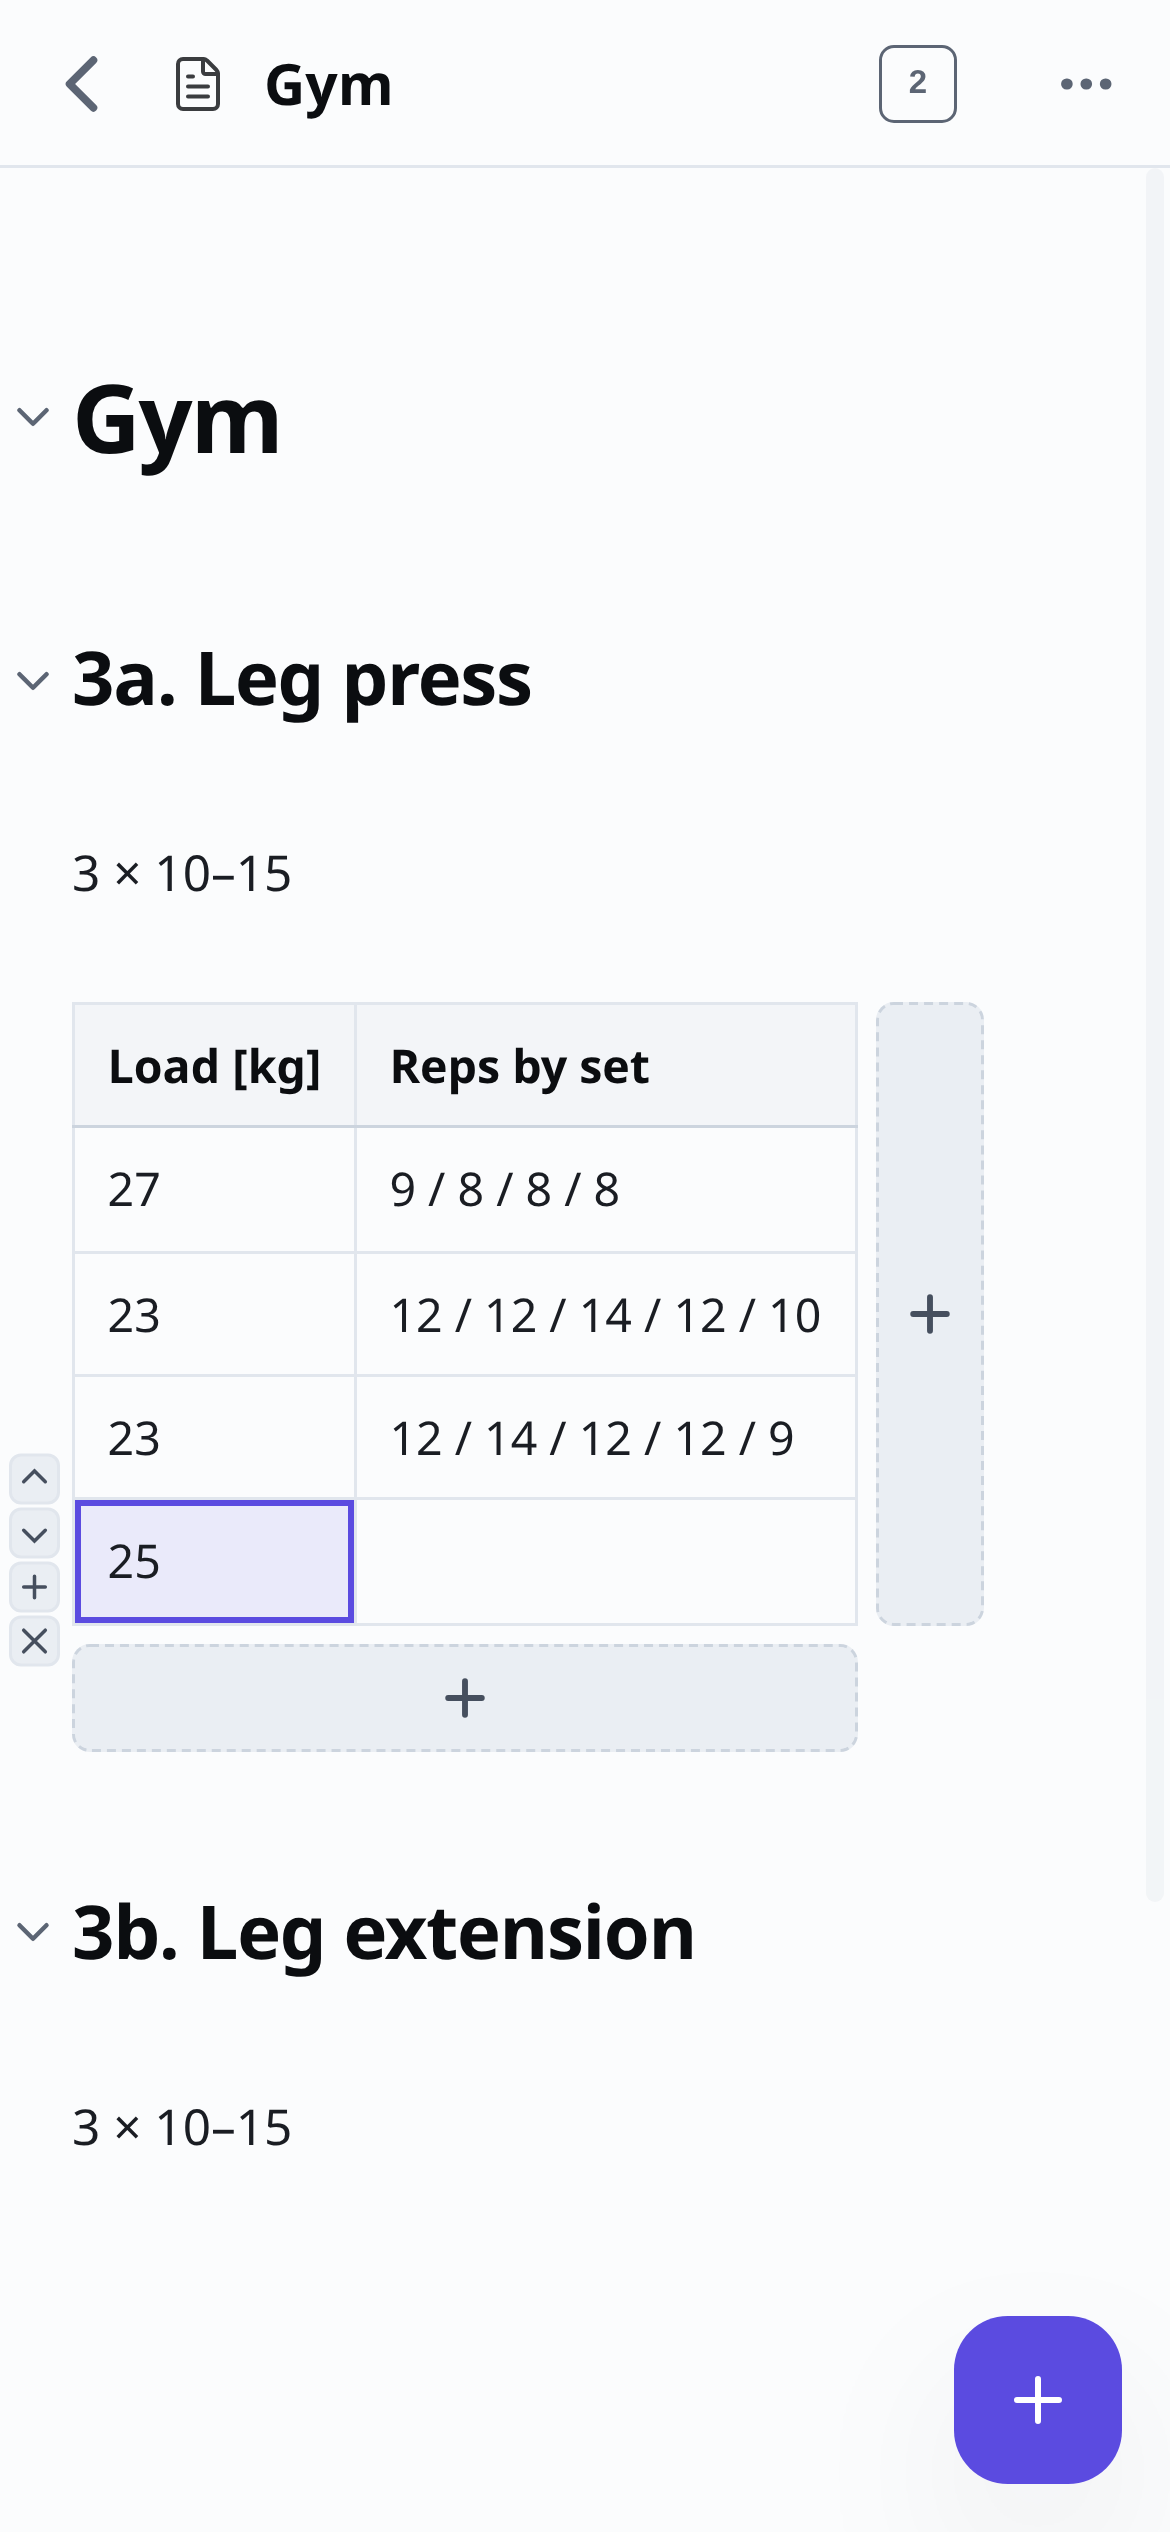 Gym
2
Gym
3a. Leg press
3 × 10–15
Load [kg] Reps by set
27 9 / 8 / 8 / 8
23 12 / 12 / 14 / 12 / 10
23 12 / 14 / 12 / 12 / 9
25
3b. Leg extension
3 × 10–15